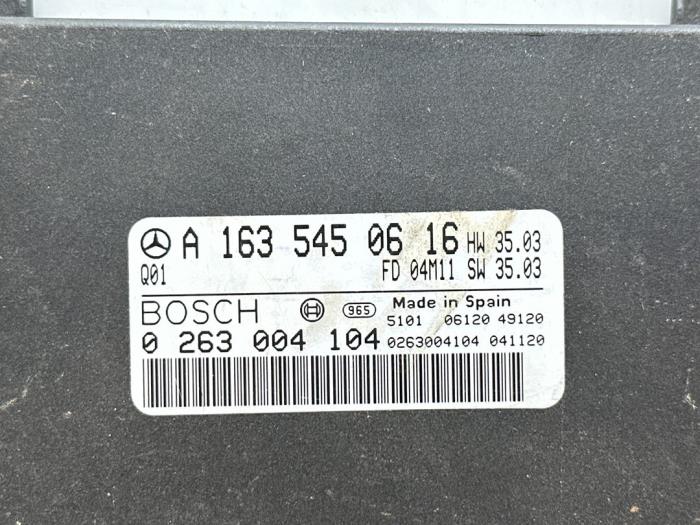 A 163 545 06 16 HW 35.03
Q01 FD 04M11 SW 35.03
BOSCH 965 Made in Spain
5101 06120 49120
0 263 004 104 0263004104 041120